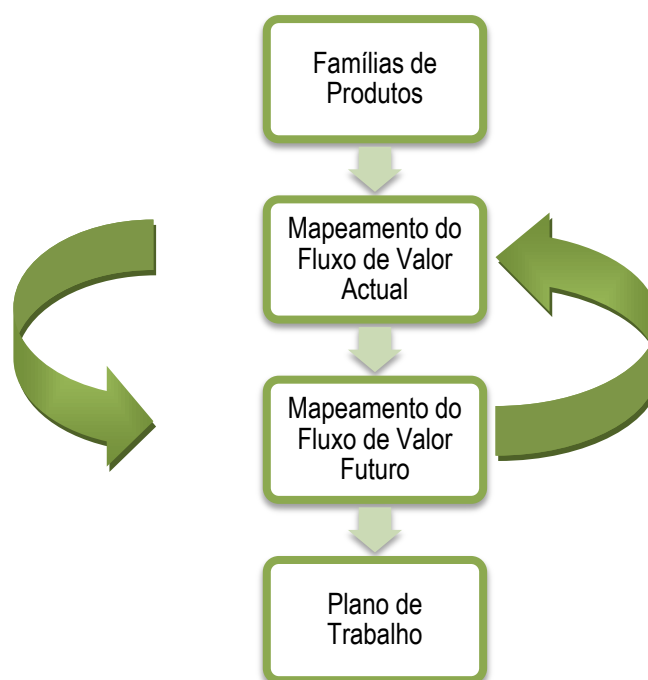 Famílias de
Produtos
Mapeamento do
Fluxo de Valor
Actual
Mapeamento do
Fluxo de Valor
Futuro
Plano de
Trabalho